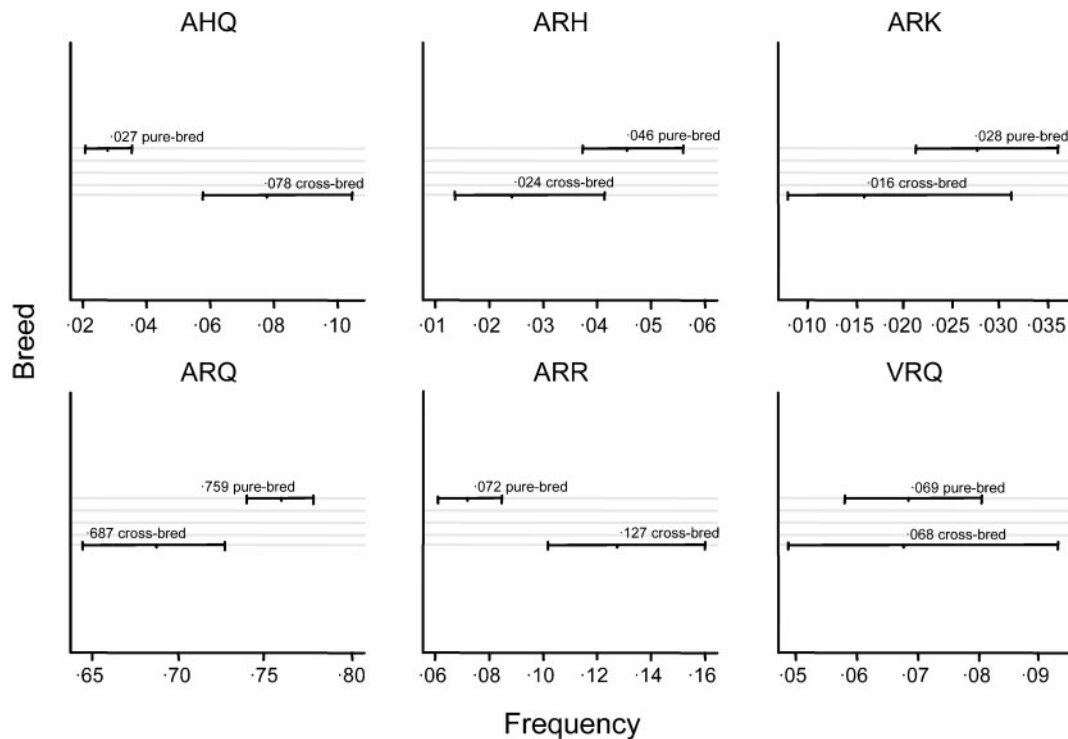 AHQ ARH ARK
·027 pure-bred ·046 pure-bred ·028 pure-bred
·078 cross-bred ·024 cross-bred ·016 cross-bred
·02 ·04 ·06 ·08 ·10 ·01 ·02 ·03 ·04 ·05 ·06 ·010 ·015 ·020 ·025 ·030 ·035
Breed
ARQ ARR VRQ
·759 pure-bred ·072 pure-bred ·069 pure-bred
·687 cross-bred ·127 cross-bred ·068 cross-bred
·65 ·70 ·75 ·80 ·06 ·08 ·10 ·12 ·14 ·16 ·05 ·06 ·07 ·08 ·09
Frequency